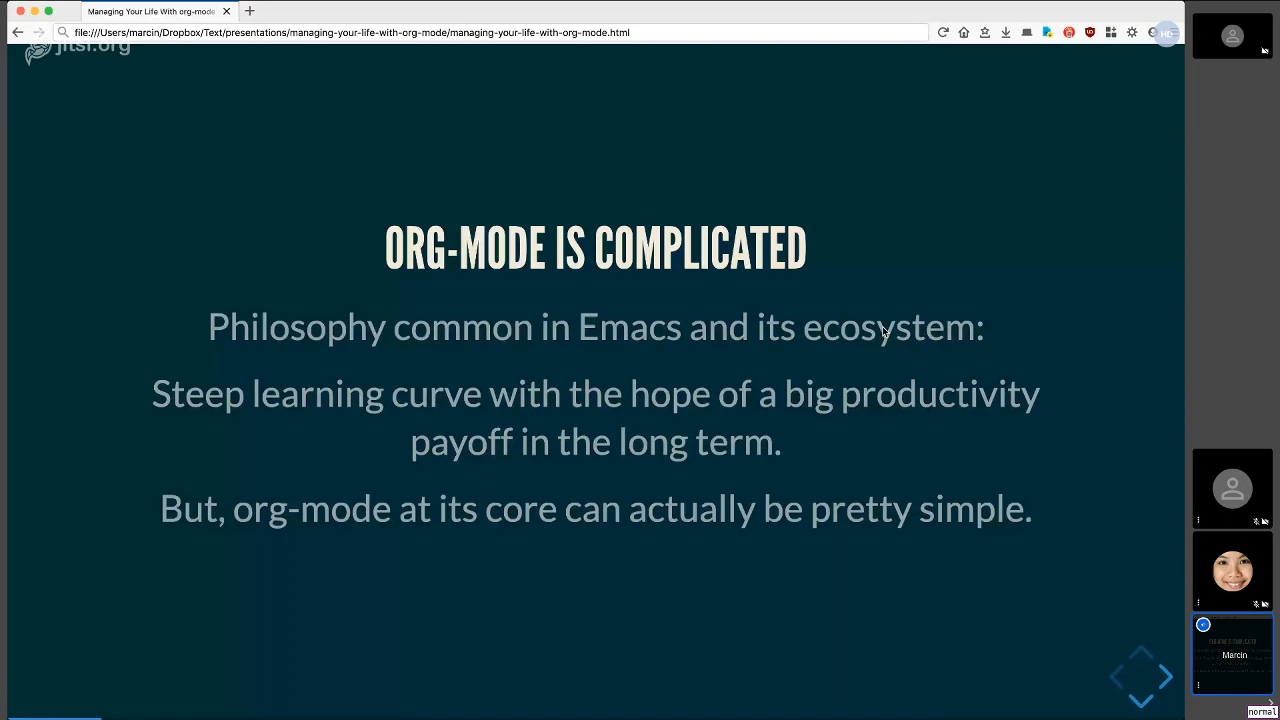 Managing Your Life With org-mode
file:///Users/marcin/Dropbox/Text/presentations/managing-your-life-with-org-mode/managing-your-life-with-org-mode.html
HD
jitsi.org
ORG-MODE IS COMPLICATED
Philosophy common in Emacs and its ecosystem:
Steep learning curve with the hope of a big productivity
payoff in the long term.
But, org-mode at its core can actually be pretty simple.
Marcin
normal